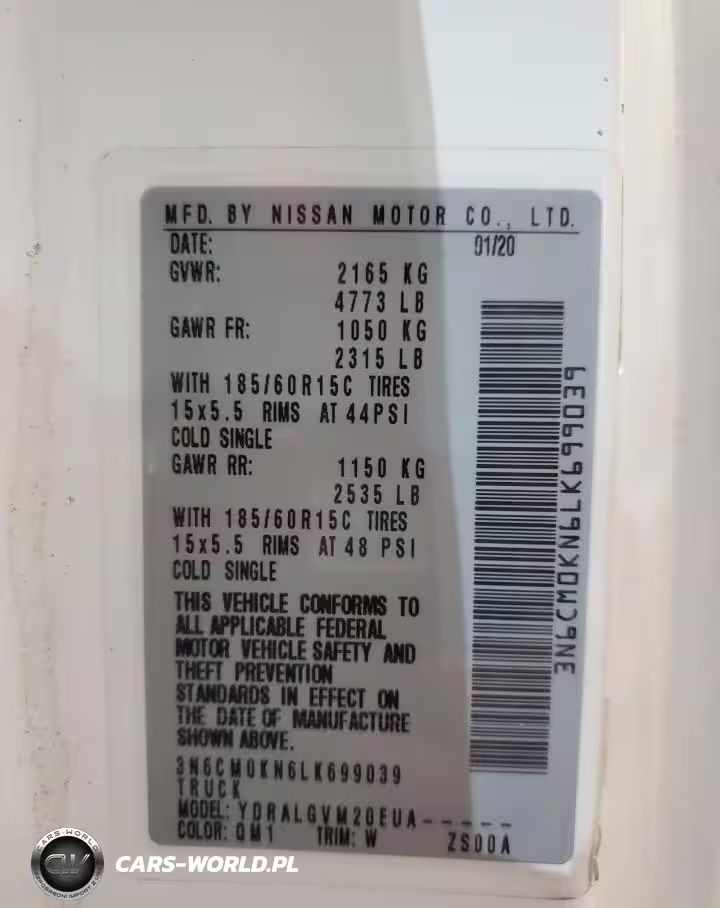 MFD. BY NISSAN MOTOR CO., LTD.
DATE: 01/20
GVWR: 2165 KG
4773 LB
GAWR FR: 1050 KG
2315 LB
WITH 185/60R15C TIRES
15x5.5 RIMS AT 44PSI
COLD SINGLE
GAWR RR: 1150 KG
2535 LB
WITH 185/60R15C TIRES
15x5.5 RIMS AT 48 PSI
COLD SINGLE
THIS VEHICLE CONFORMS TO
ALL APPLICABLE FEDERAL
MOTOR VEHICLE SAFETY AND
THEFT PREVENTION
STANDARDS IN EFFECT ON
THE DATE OF MANUFACTURE
SHOWN ABOVE.
3N6CM0KN6LK699039
TRUCK
MODEL: YDRALGVM20EUA-----
COLOR: QM1 TRIM: W ZS00A
3N6CM0KN6LK699039
CARS-WORLD
CW
CARS-WORLD.PL